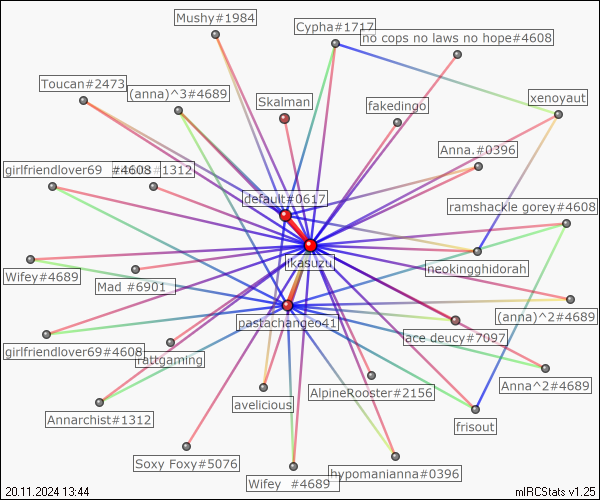 Mushy#1984
Cypha#1717
no cops no laws no hope#4608
Toucan#2473
(anna)^3#4689
Skalman
fakedingo
xenoyaut
Anna.#0396
girlfriendlover69
#4608
#1312
default#0617
ramshackle gorey#4608
ikasuzu
neokingghidorah
Wifey#4689
Mad #6901
(anna)^2#4689
pastachangeo41
ace deucy#7097
girlfriendlover69#4608
rattgaming
Anna^2#4689
AlpineRooster#2156
avelicious
Annarchist#1312
frisout
Soxy Foxy#5076
Wifey #4689
hypomanianna#0396
20.11.2024 13:44
mIRCStats v1.25